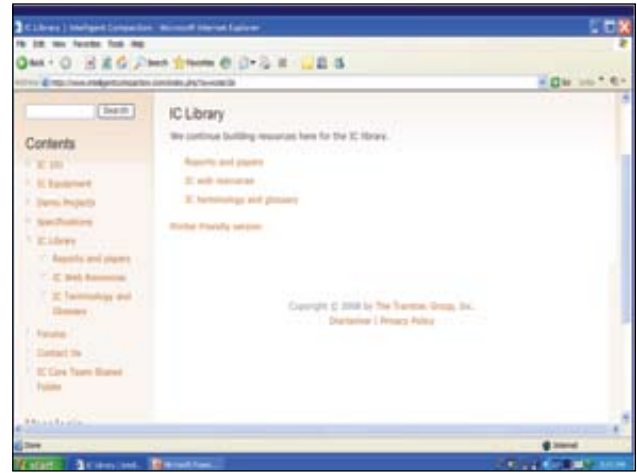 IC Library | Intelligent Compaction - Microsoft Internet Explorer
File Edit View Favorites Tools Help
Back Search Favorites
Search
Contents
IC 101
IC Equipment
Demo Projects
Specifications
IC Library
Reports and papers
IC Web Resources
IC Terminology and
Glossary
Forums
Contact Us
IC Core Team Shared
Folder
IC Library
We continue building resources here for the IC library.
Reports and papers
IC web resources
IC terminology and glossary
Printer-friendly version
Copyright © 2008 by The Transtec Group, Inc.
Disclaimer | Privacy Policy
Done
Internet
start